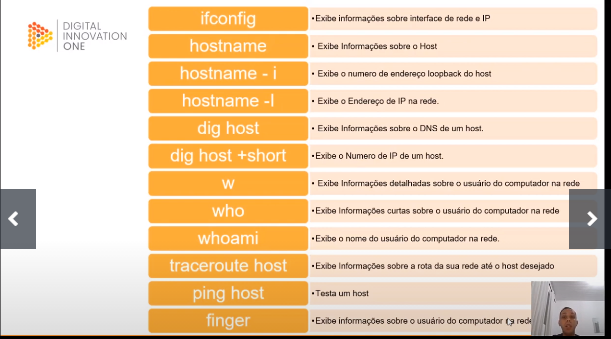 DIGITAL
INNOVATION
ONE
ifconfig
•Exibe informações sobre interface de rede e IP
hostname
• Exibe Informações sobre o Host
hostname - i
• Exibe o numero de endereço loopback do host
hostname -I
• Exibe o Endereço de IP na rede.
dig host
• Exibe Informações sobre o DNS de um host.
dig host +short
•Exibe o Numero de IP de um host.
w
• Exibe Informações detalhadas sobre o usuário do computador na rede
who
•Exibe Informações curtas sobre o usuário do computador na rede
whoami
•Exibe o nome do usuário do computador na rede.
traceroute host
•Exibe Informações sobre a rota da sua rede até o host desejado
ping host
•Testa um host
finger
•Exibe informações sobre o usuário do computador na rede